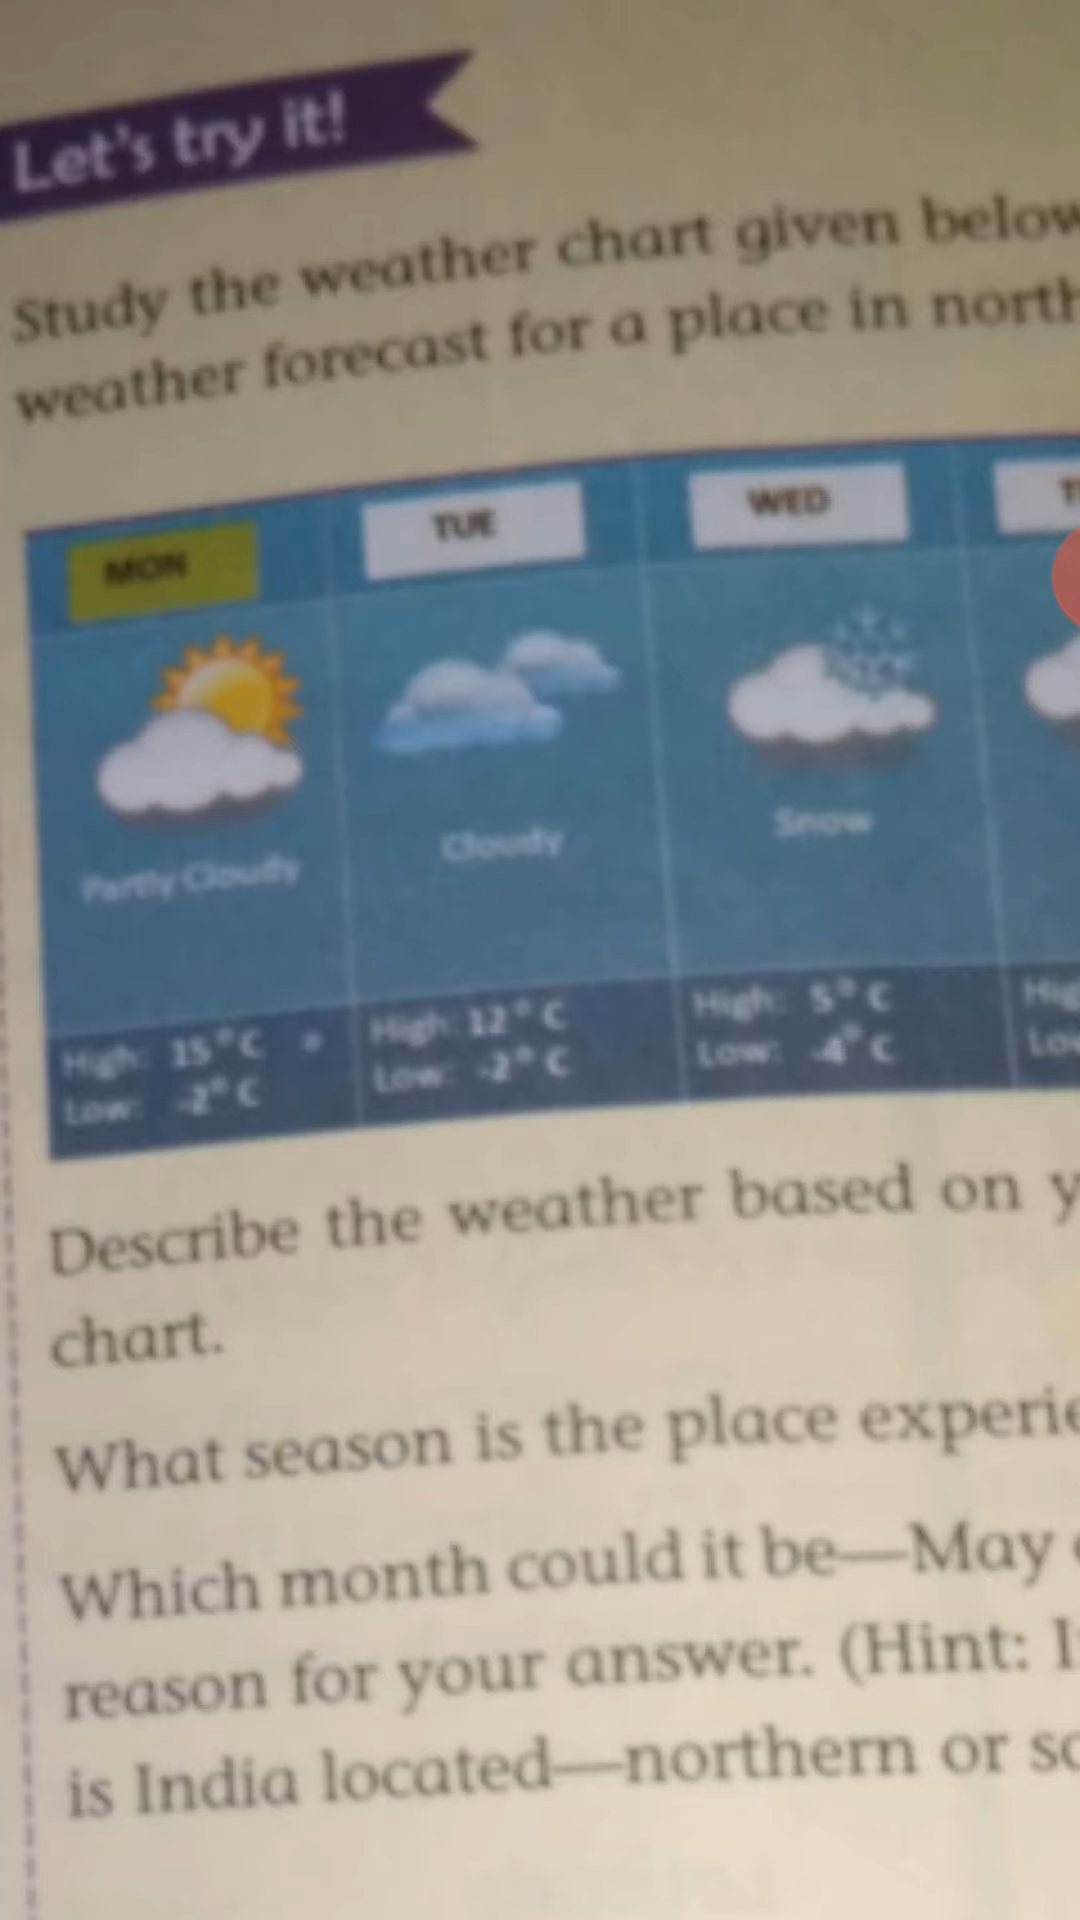 Let's try it!
Study the weather chart given below
weather forecast for a place in north
MON TUE WED
Partly Cloudy Cloudy Snow
High: 15°C High: 12°C High: 5°C
Low: -2°C Low: -2°C Low: -4°C
Describe the weather based on
chart.
What season is the place
Which month could it be—May
reason for your answer. (Hint:
is India located—northern or